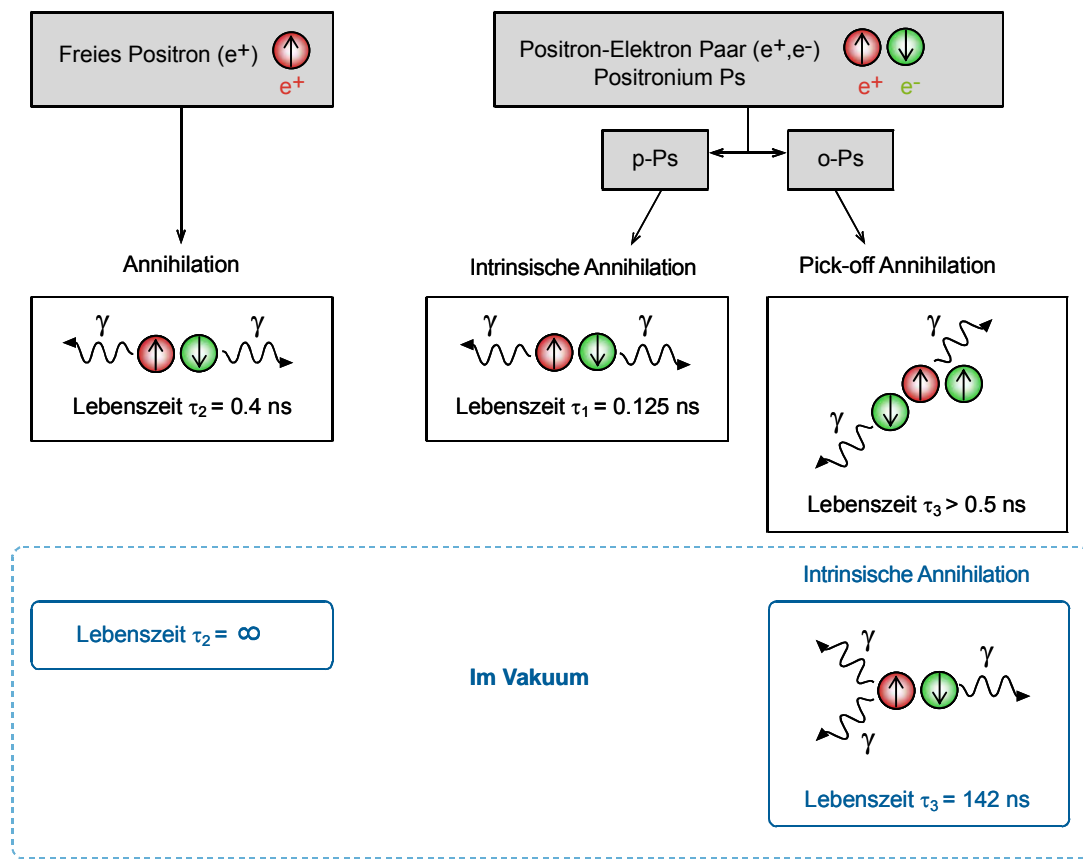 Freies Positron (e⁺)
e⁺
Positron-Elektron Paar (e⁺,e⁻)
Positronium Ps
e⁺ e⁻
p-Ps
o-Ps
Annihilation
γ γ
Lebenszeit τ₂ = 0.4 ns
Intrinsische Annihilation
γ γ
Lebenszeit τ₁ = 0.125 ns
Pick-off Annihilation
γ
γ
Lebenszeit τ₃ > 0.5 ns
Lebenszeit τ₂ = ∞
Im Vakuum
Intrinsische Annihilation
γ γ
γ
Lebenszeit τ₃ = 142 ns